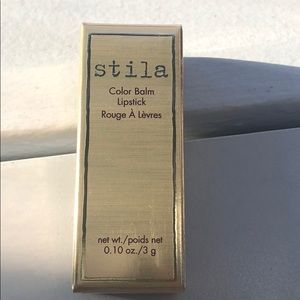 stila
Color Balm
Lipstick
Rouge À Lèvres
net wt./poids net
0.10 oz./3 g